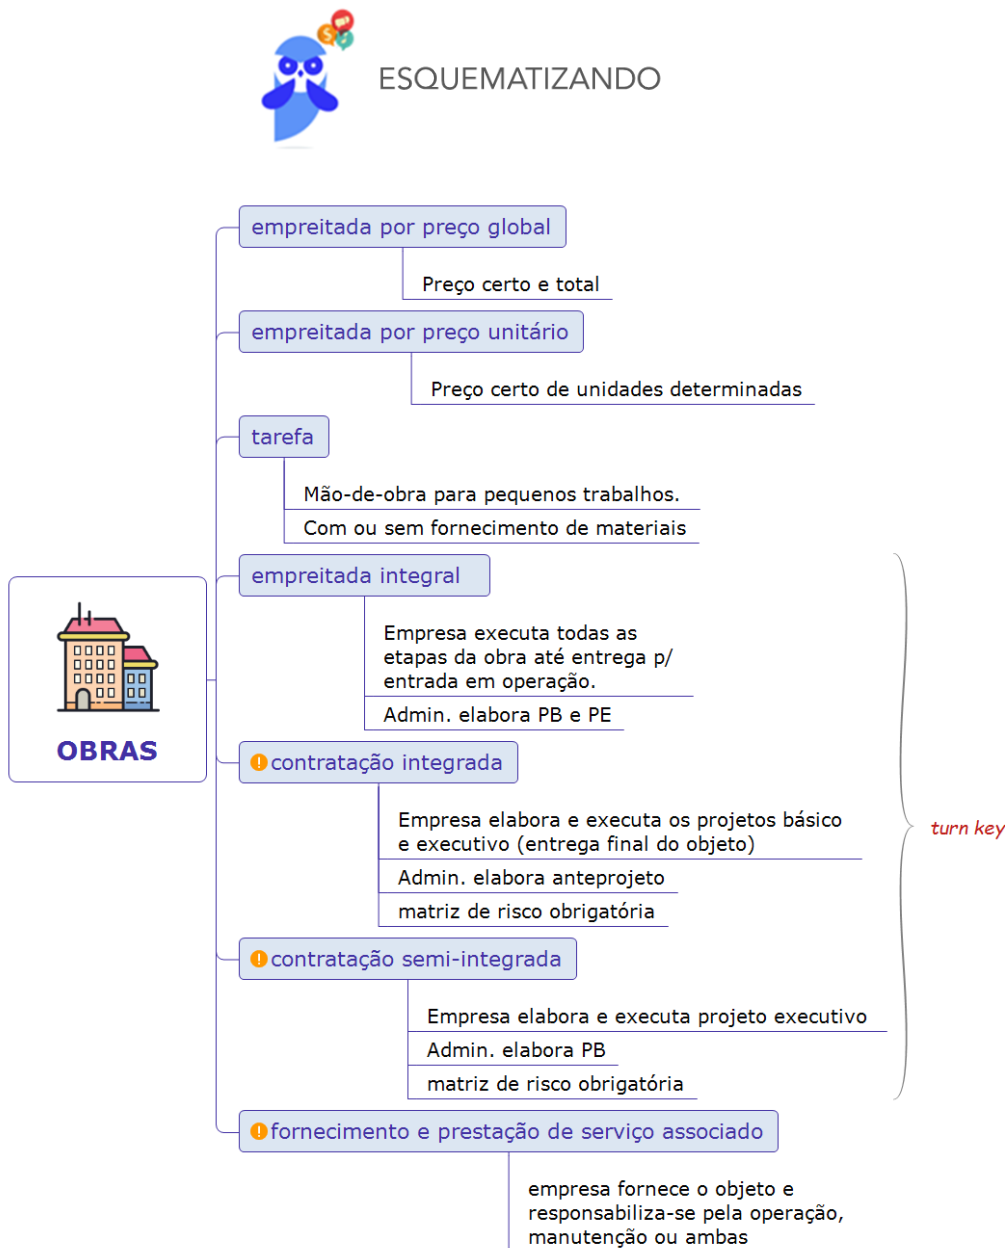 ESQUEMATIZANDO
empreitada por preço global
Preço certo e total
empreitada por preço unitário
Preço certo de unidades determinadas
tarefa
Mão-de-obra para pequenos trabalhos.
Com ou sem fornecimento de materiais
empreitada integral
Empresa executa todas as
etapas da obra até entrega p/
entrada em operação.
Admin. elabora PB e PE
OBRAS
contratação integrada
Empresa elabora e executa os projetos básico
e executivo (entrega final do objeto)
Admin. elabora anteprojeto
matriz de risco obrigatória
turn key
contratação semi-integrada
Empresa elabora e executa projeto executivo
Admin. elabora PB
matriz de risco obrigatória
fornecimento e prestação de serviço associado
empresa fornece o objeto e
responsabiliza-se pela operação,
manutenção ou ambas